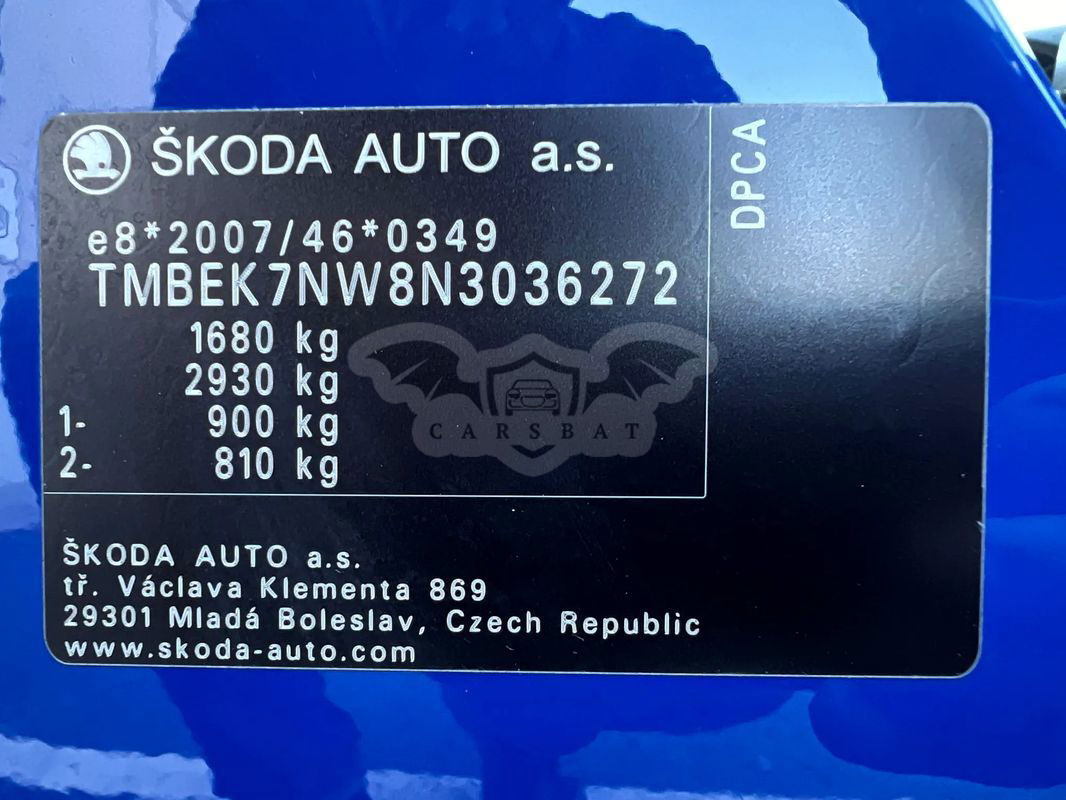 ŠKODA AUTO a.s.
DPCA
e8*2007/46*0349
TMBEK7NW8N3036272
1680 kg
2930 kg
1- 900 kg
2- 810 kg
CARSBAT
ŠKODA AUTO a.s.
tř. Václava Klementa 869
29301 Mladá Boleslav, Czech Republic
www.skoda-auto.com